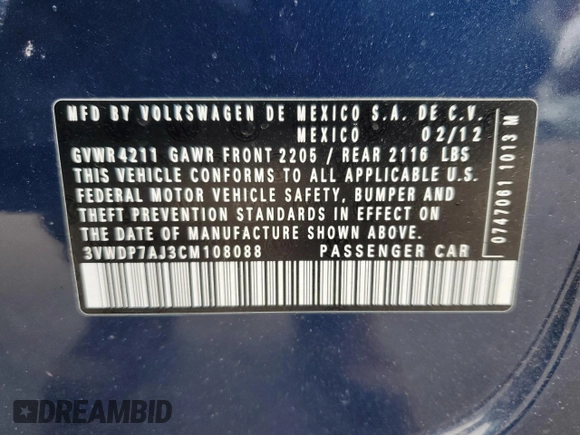 MFD BY VOLKSWAGEN DE MEXICO S.A. DE C.V.
MEXICO 02/12
GVWR 4211 GAWR FRONT 2205 / REAR 2116 LBS
THIS VEHICLE CONFORMS TO ALL APPLICABLE U.S.
FEDERAL MOTOR VEHICLE SAFETY, BUMPER AND
THEFT PREVENTION STANDARDS IN EFFECT ON
THE DATE OF MANUFACTURE SHOWN ABOVE.
3VWDP7AJ3CM108088 PASSENGER CAR
0747061 1013 M
DREAMBID